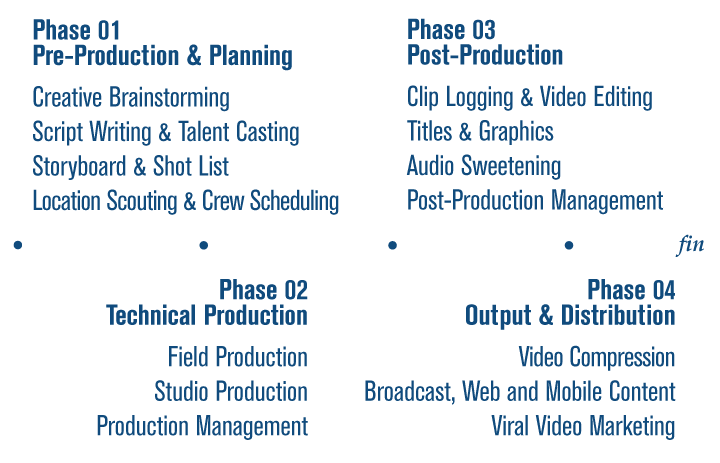 Phase 01
Pre-Production & Planning
Creative Brainstorming
Script Writing & Talent Casting
Storyboard & Shot List
Location Scouting & Crew Scheduling
Phase 03
Post-Production
Clip Logging & Video Editing
Titles & Graphics
Audio Sweetening
Post-Production Management
fin
Phase 02
Technical Production
Field Production
Studio Production
Production Management
Phase 04
Output & Distribution
Video Compression
Broadcast, Web and Mobile Content
Viral Video Marketing